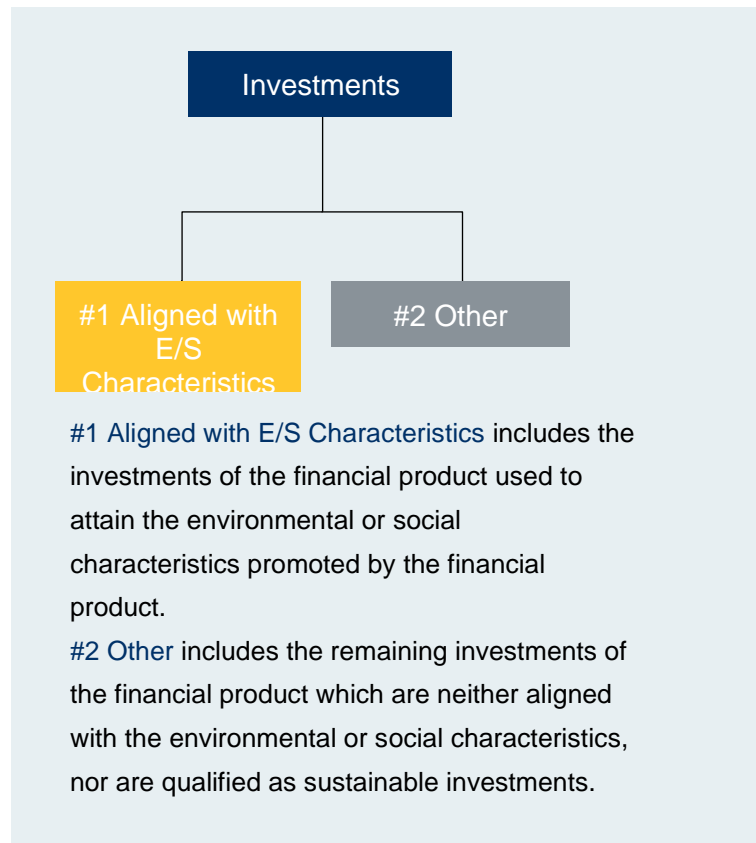 Investments
#1 Aligned with
E/S
Characteristics
#2 Other
#1 Aligned with E/S Characteristics includes the
investments of the financial product used to
attain the environmental or social
characteristics promoted by the financial
product.
#2 Other includes the remaining investments of
the financial product which are neither aligned
with the environmental or social characteristics,
nor are qualified as sustainable investments.